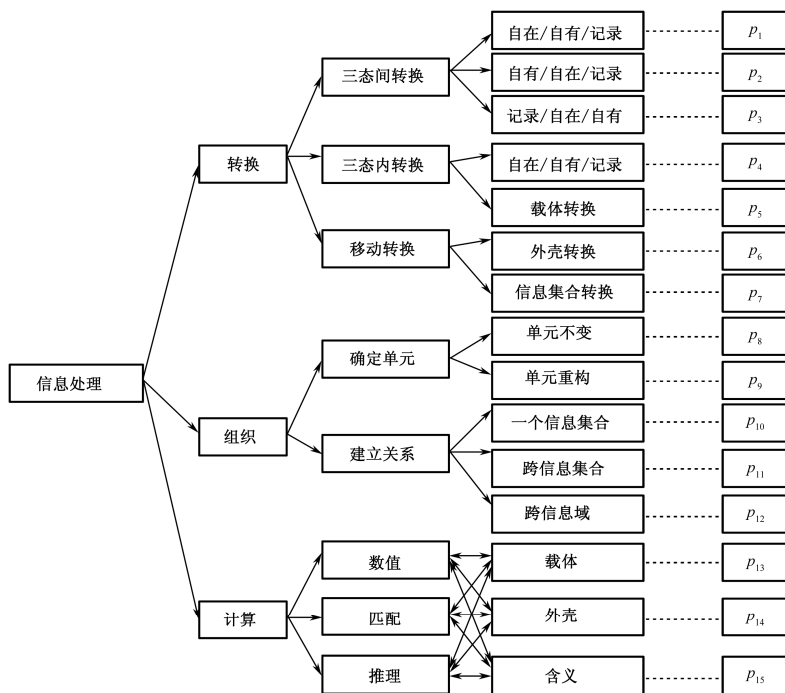 自在/自有/记录
p1
三态间转换
自有/自在/记录
p2
记录/自在/自有
p3
转换
三态内转换
自在/自有/记录
p4
载体转换
p5
移动转换
外壳转换
p6
信息集合转换
p7
单元不变
p8
确定单元
单元重构
p9
信息处理
一个信息集合
p10
组织
建立关系
跨信息集合
p11
跨信息域
p12
数值
载体
p13
计算
匹配
外壳
p14
推理
含义
p15